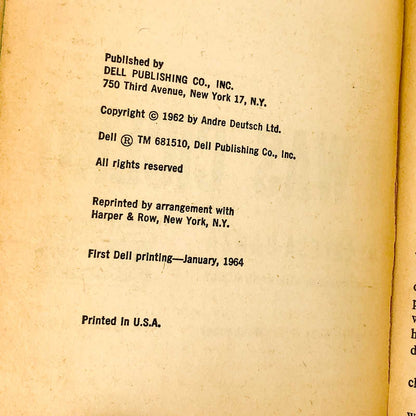 Published by
DELL PUBLISHING CO., INC.
750 Third Avenue, New York 17, N.Y.
Copyright © 1962 by Andre Deutsch Ltd.
Dell ® TM 681510, Dell Publishing Co., Inc.
All rights reserved
Reprinted by arrangement with
Harper & Row, New York, N.Y.
First Dell printing—January, 1964
Printed in U.S.A.